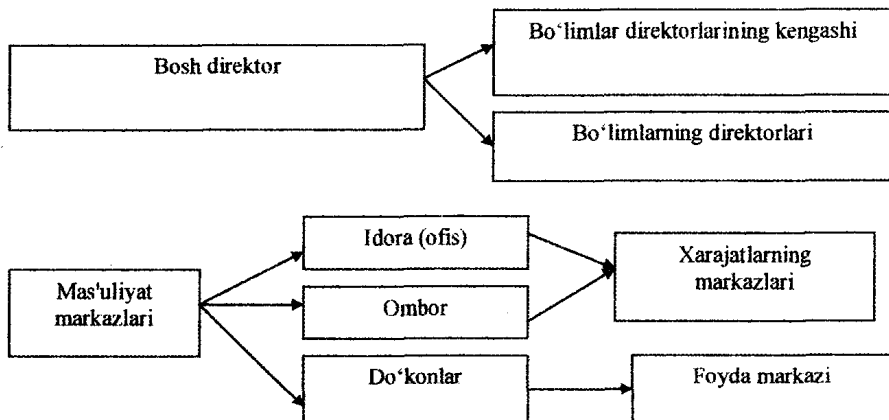 Bosh direktor
Bo‘limlar direktorlarining kengashi
Bo‘limlarning direktorlari
Mas'uliyat
markazlari
Idora (ofis)
Ombor
Do‘konlar
Xarajatlarning
markazlari
Foyda markazi